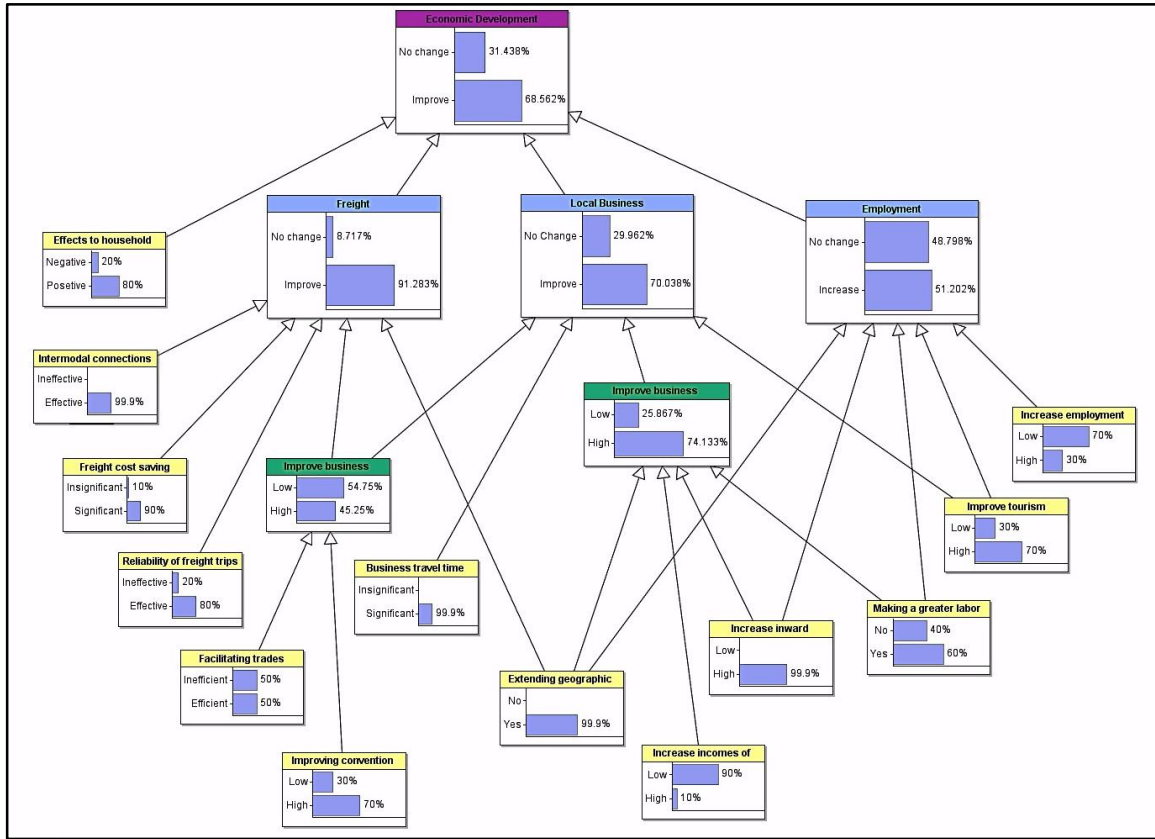 Economic Development
No change 31.438%
Improve 68.562%
Freight
No change 8.717%
Improve 91.283%
Local Business
No Change 29.962%
Improve 70.038%
Employment
No change 48.798%
Increase 51.202%
Effects to household
Negative 20%
Posetive 80%
Intermodal connections
Ineffective
Effective 99.9%
Improve business
Low 25.867%
High 74.133%
Increase employment
Low 70%
High 30%
Freight cost saving
Insignificant 10%
Significant 90%
Improve business
Low 54.75%
High 45.25%
Improve tourism
Low 30%
High 70%
Reliability of freight trips
Ineffective 20%
Effective 80%
Business travel time
Insignificant
Significant 99.9%
Making a greater labor
No 40%
Yes 60%
Increase inward
Low
High 99.9%
Facilitating trades
Inefficient 50%
Efficient 50%
Extending geographic
No
Yes 99.9%
Improving convention
Low 30%
High 70%
Increase incomes of
Low 90%
High 10%